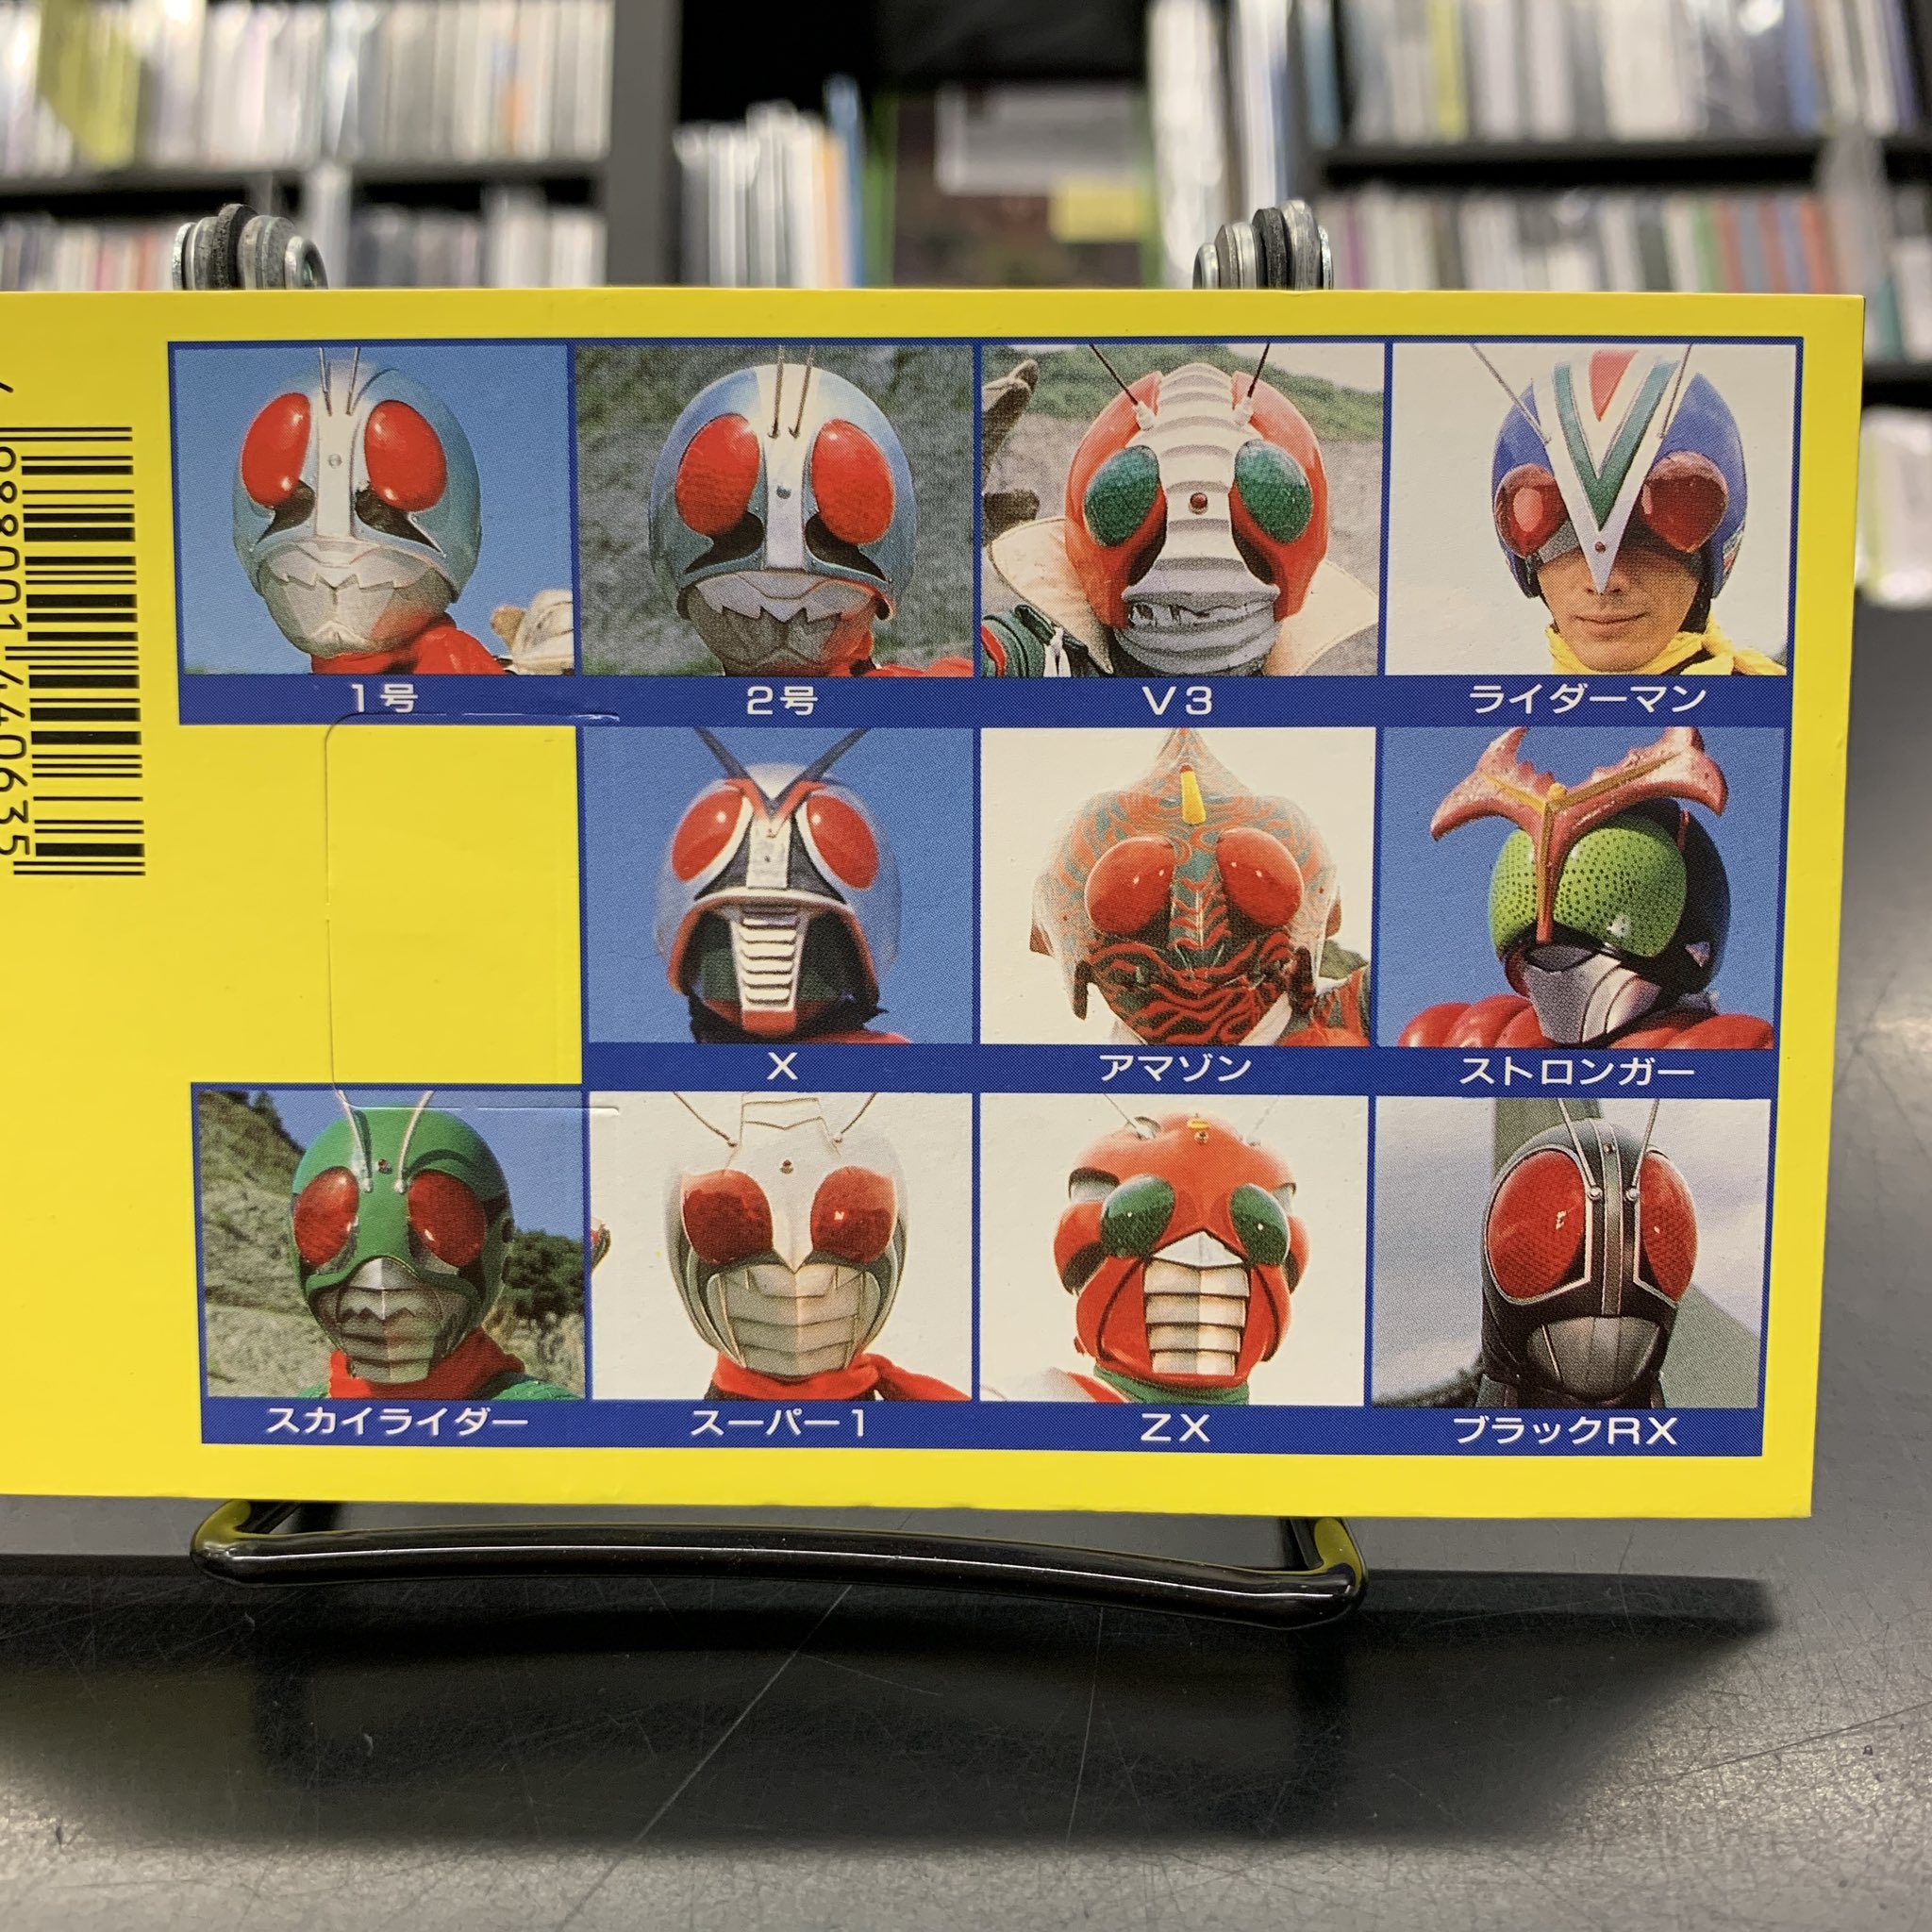 1号
2号
V3
ライダーマン
X
アマゾン
ストロンガー
スカイライダー
スーパー1
ZX
ブラックRX
988001440635